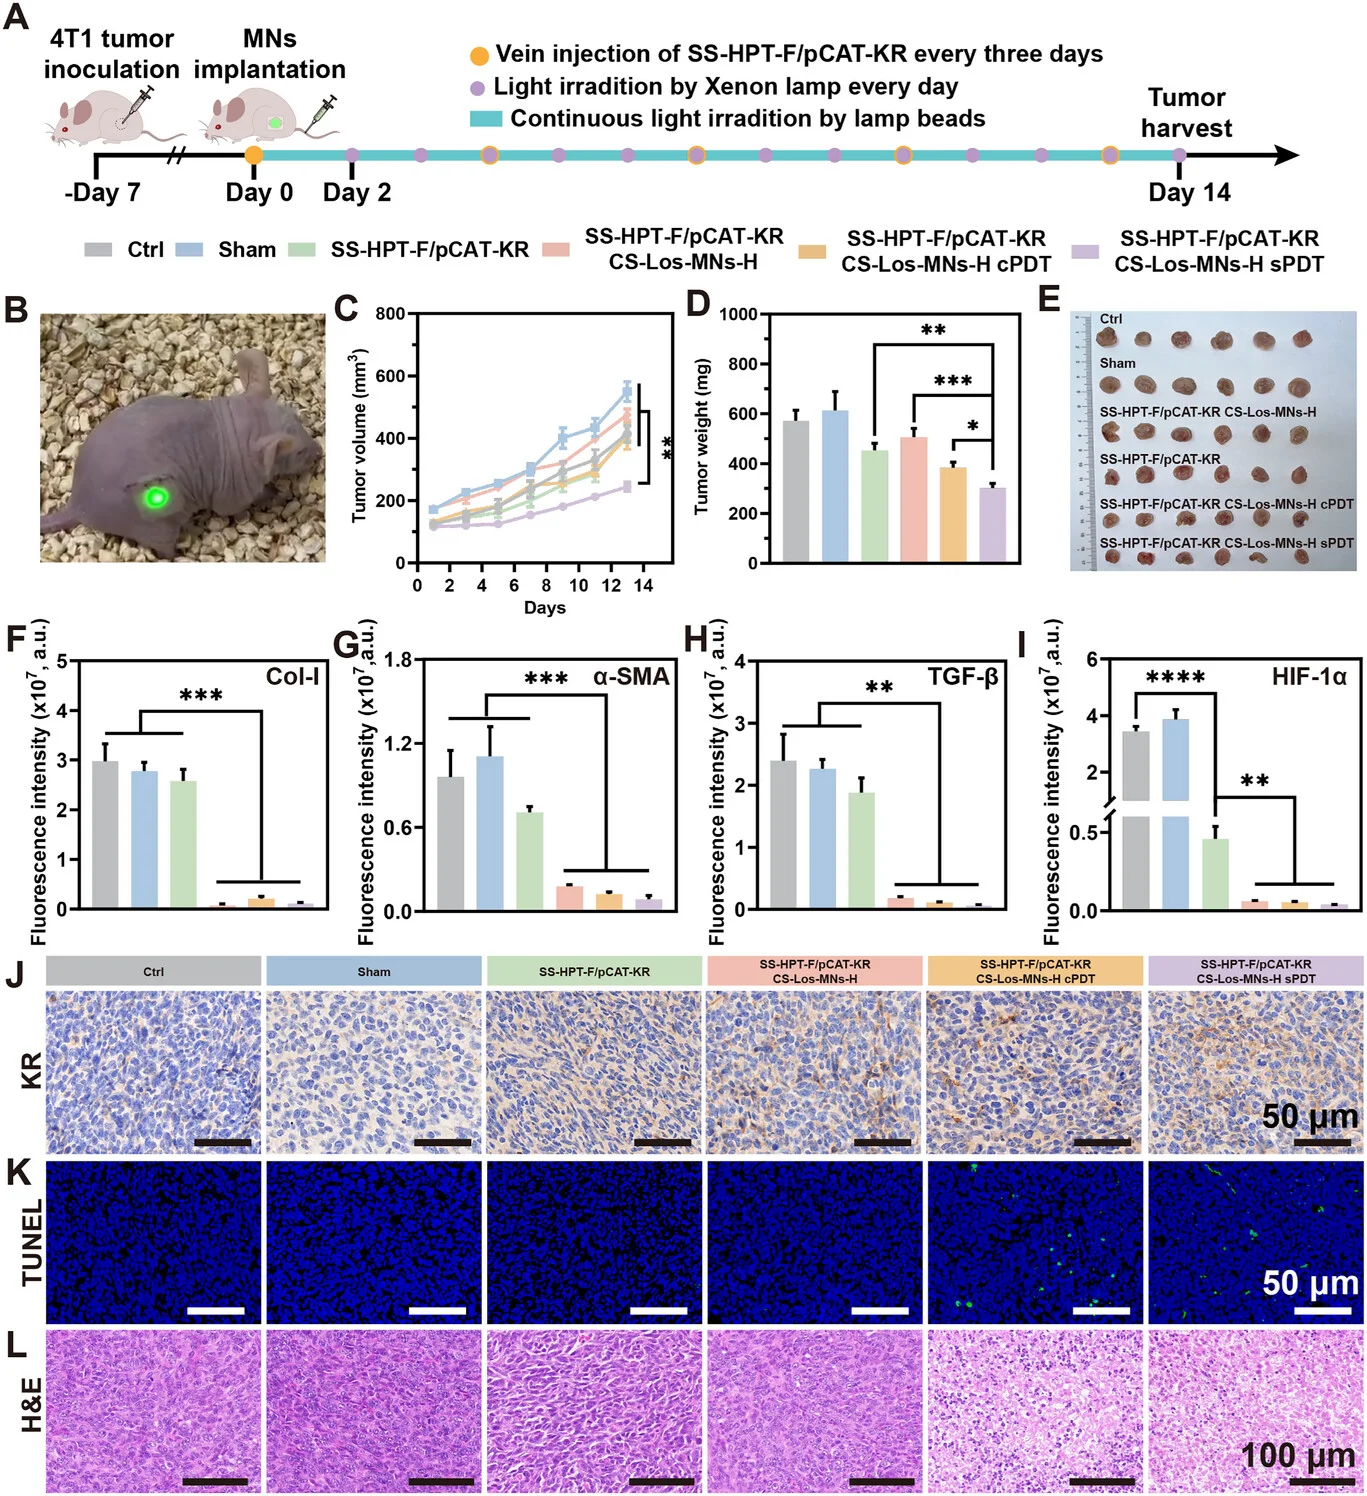 A
4T1 tumor
inoculation
MNs
implantation
Vein injection of SS-HPT-F/pCAT-KR every three days
Light irradition by Xenon lamp every day
Continuous light irradition by lamp beads
Tumor
harvest
-Day 7
Day 0
Day 2
Day 14
Ctrl
Sham
SS-HPT-F/pCAT-KR
SS-HPT-F/pCAT-KR
CS-Los-MNs-H
SS-HPT-F/pCAT-KR
CS-Los-MNs-H cPDT
SS-HPT-F/pCAT-KR
CS-Los-MNs-H sPDT
B
C
Tumor volume (mm³)
800
600
400
200
0
0 2 4 6 8 10 12 14
Days
**
D
Tumor weight (mg)
1000
800
600
400
200
0
**
***
*
E
Ctrl
Sham
SS-HPT-F/pCAT-KR CS-Los-MNs-H
SS-HPT-F/pCAT-KR
SS-HPT-F/pCAT-KR CS-Los-MNs-H cPDT
SS-HPT-F/pCAT-KR CS-Los-MNs-H sPDT
F
Fluorescence intensity (x10⁷, a.u.)
5
4
3
2
1
0
Col-I
***
G
Fluorescence intensity (x10⁷,a.u.)
1.8
1.2
0.6
0.0
α-SMA
***
H
Fluorescence intensity (x10⁷, a.u.)
4
3
2
1
0
TGF-β
**
I
Fluorescence intensity (x10⁷, a.u.)
6
4
2
0.5
0.0
HIF-1α
****
**
J
Ctrl
Sham
SS-HPT-F/pCAT-KR
SS-HPT-F/pCAT-KR
CS-Los-MNs-H
SS-HPT-F/pCAT-KR
CS-Los-MNs-H cPDT
SS-HPT-F/pCAT-KR
CS-Los-MNs-H sPDT
KR
50 μm
K
TUNEL
50 μm
L
H&E
100 μm